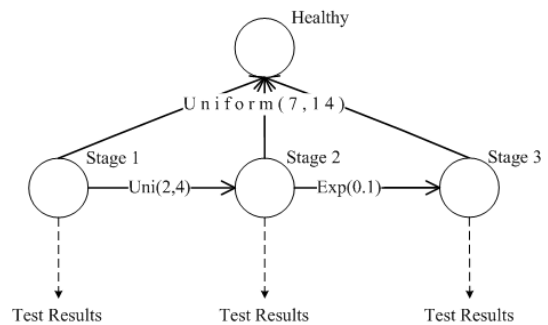 Healthy
Uniform(7,14)
Stage 1
Stage 2
Stage 3
Uni(2,4)
Exp(0.1)
Test Results
Test Results
Test Results